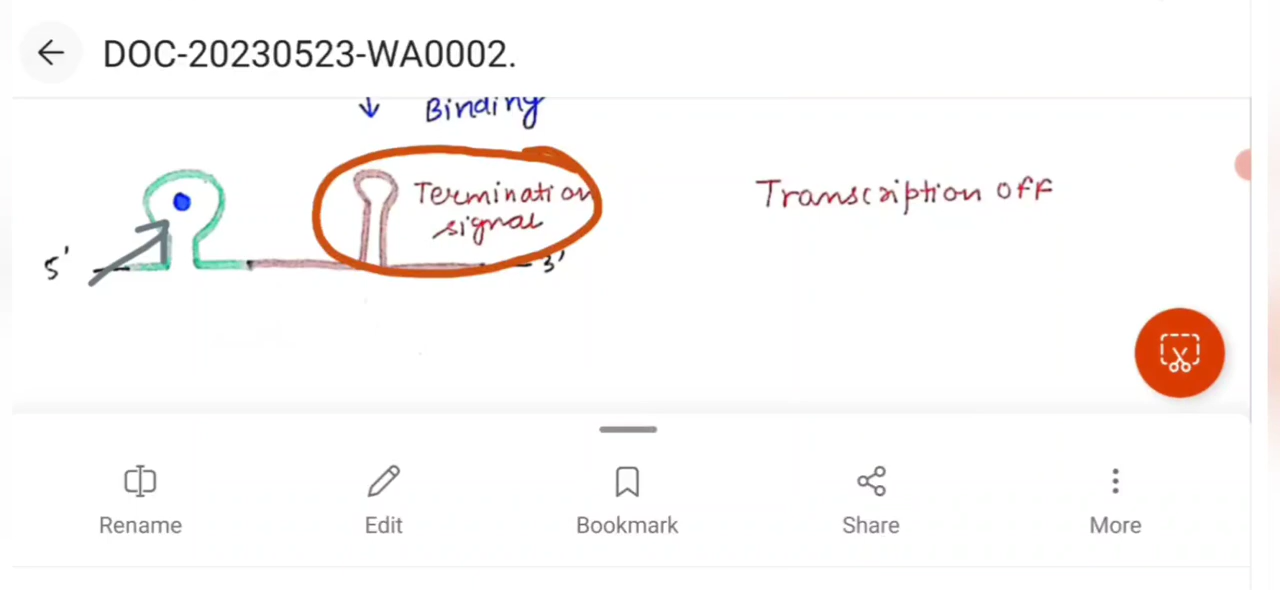 DOC-20230523-WA0002.
Binding
Termination
signal
Transcription off
5'
3'
Rename
Edit
Bookmark
Share
More